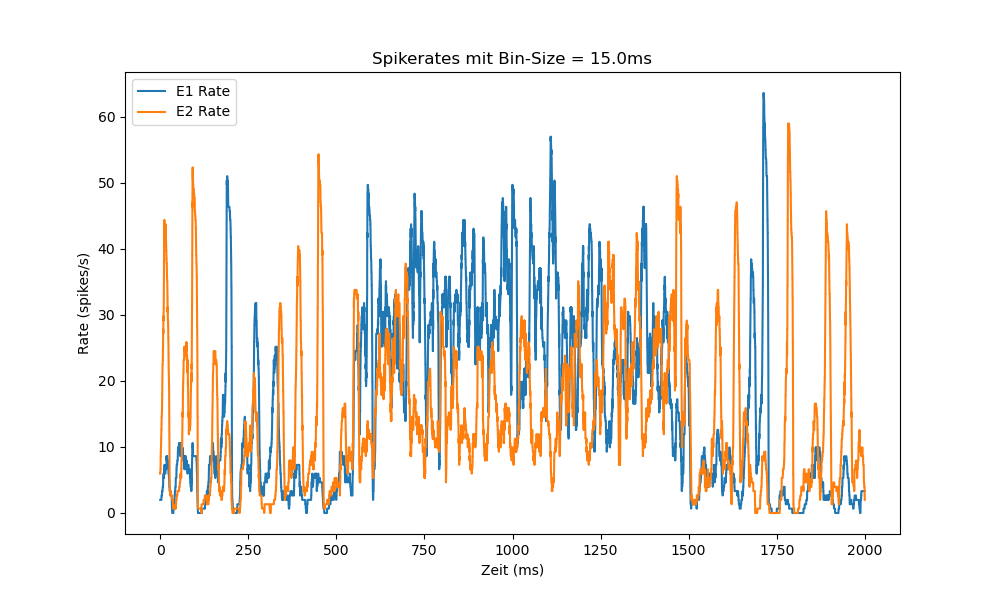 Spikerates mit Bin-Size = 15.0ms
E1 Rate
E2 Rate
Rate (spikes/s)
60
50
40
30
20
10
0
0 250 500 750 1000 1250 1500 1750 2000
Zeit (ms)